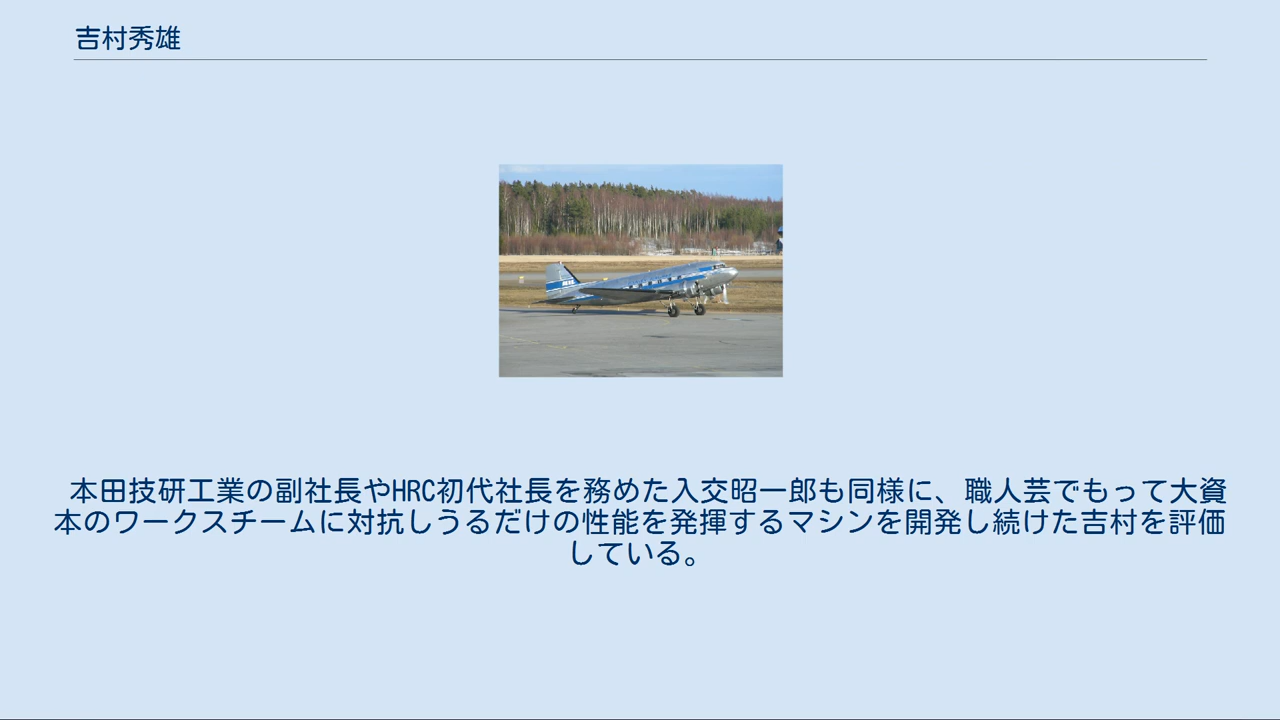 吉村秀雄
本田技研工業の副社長やHRC初代社長を務めた入交昭一郎も同様に、職人芸でもって大資
本のワークスチームに対抗しうるだけの性能を発揮するマシンを開発し続けた吉村を評価
している。